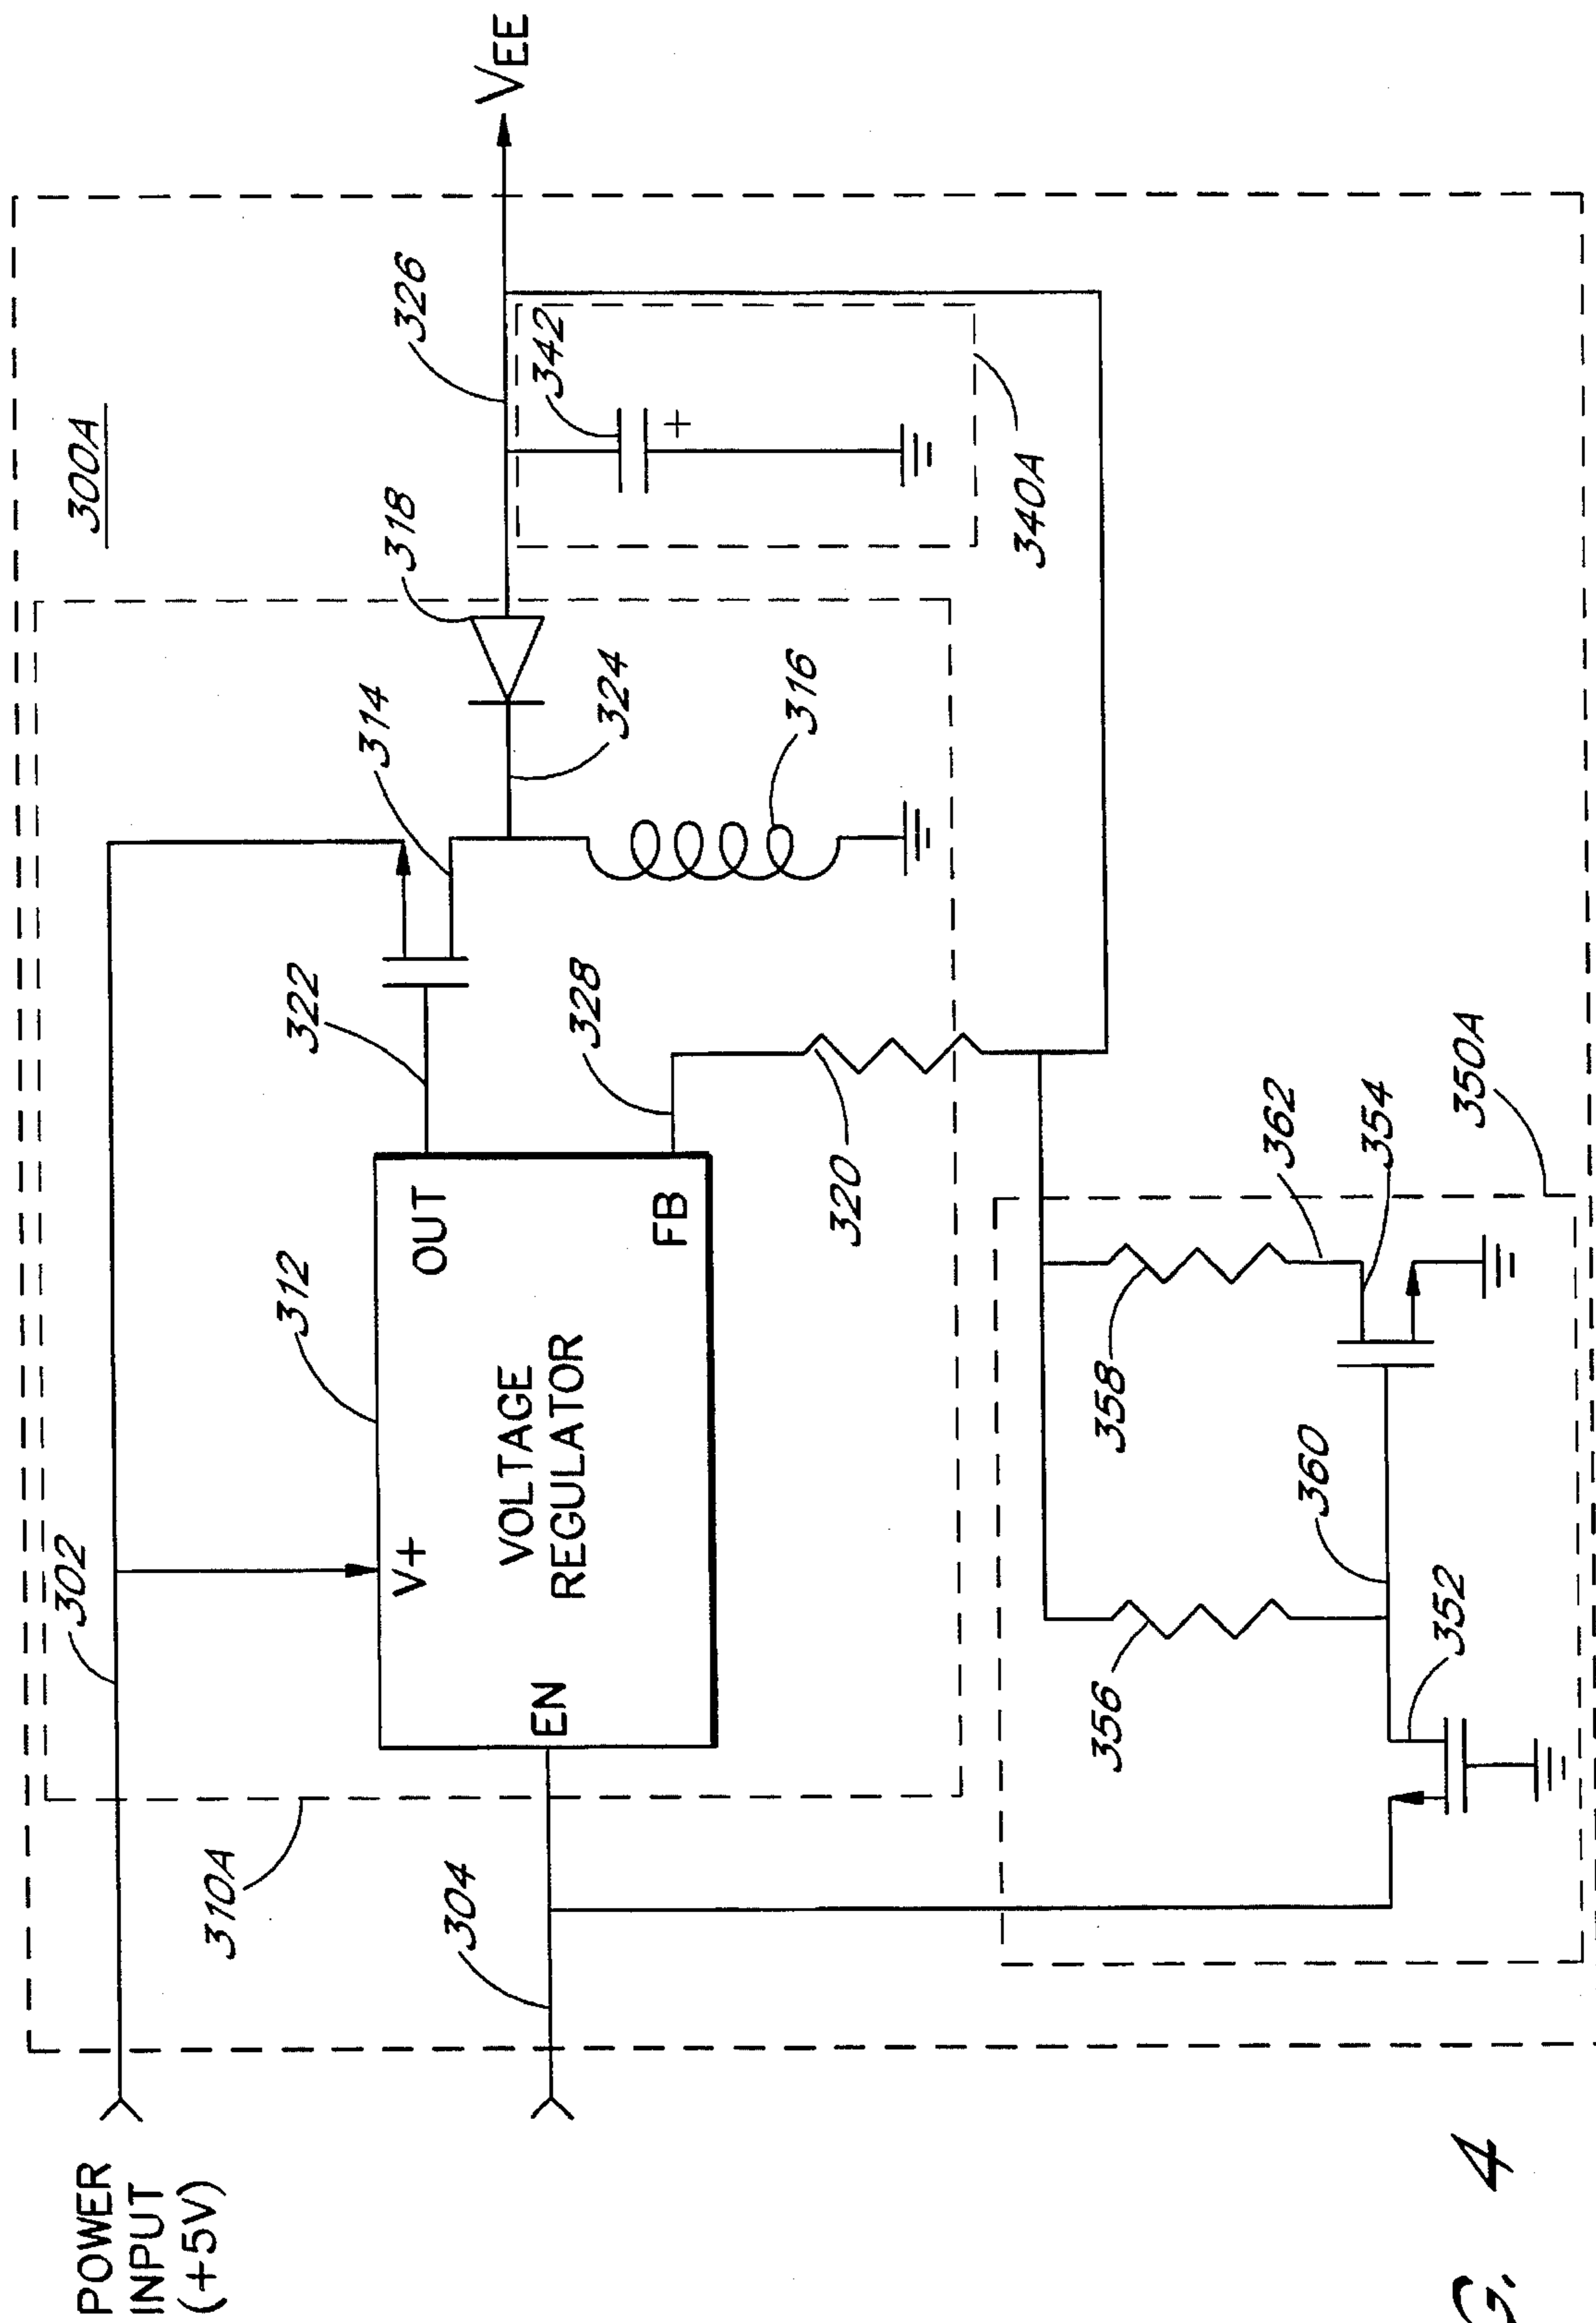 300A
POWER
INPUT
(+5V)
302
310A
304
312
V+
EN
OUT
FB
VOLTAGE
REGULATOR
322
314
318
326
VEE
328
324
316
342
+
340A
320
350A
356
358
362
354
360
352
G. 4